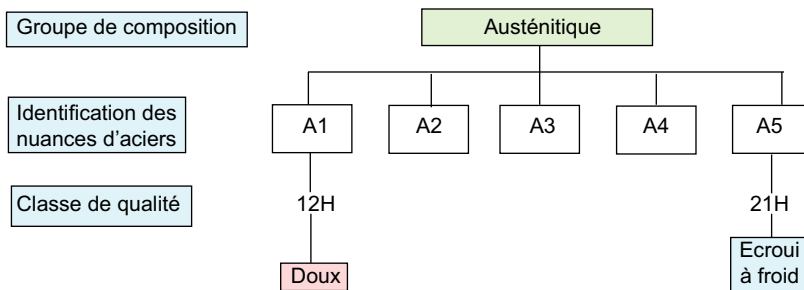 Groupe de composition
Austénitique
Identification des
nuances d'aciers
A1
A2
A3
A4
A5
Classe de qualité
12H
21H
Doux
Ecroui
à froid